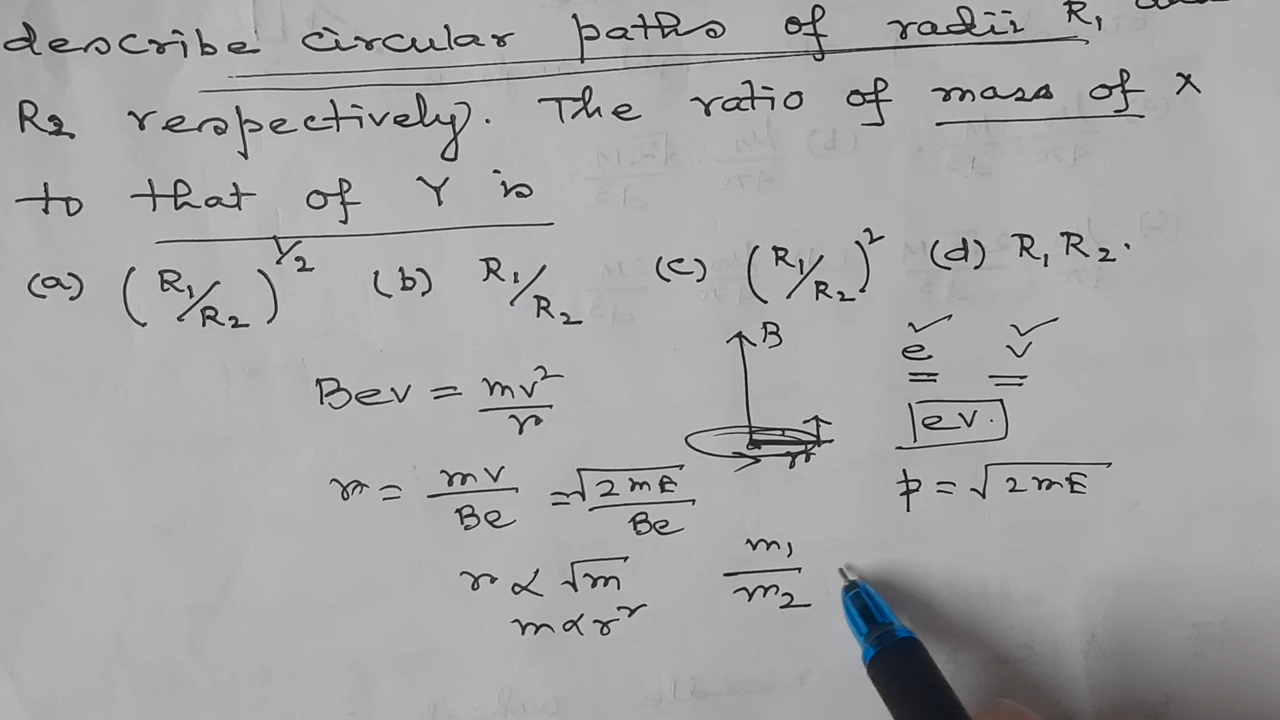 describe circular paths of radii R₁
R₂ respectively. The ratio of mass of X
to that of Y is
(a) (R₁/R₂)^1/2 (b) R₁/R₂ (c) (R₁/R₂)² (d) R₁R₂.
B
e v
Bev = mv²/r
r
ev.
r = mv/Be = √2mE/Be
p = √2mE
r ∝ √m
m₁/m₂
m ∝ r²